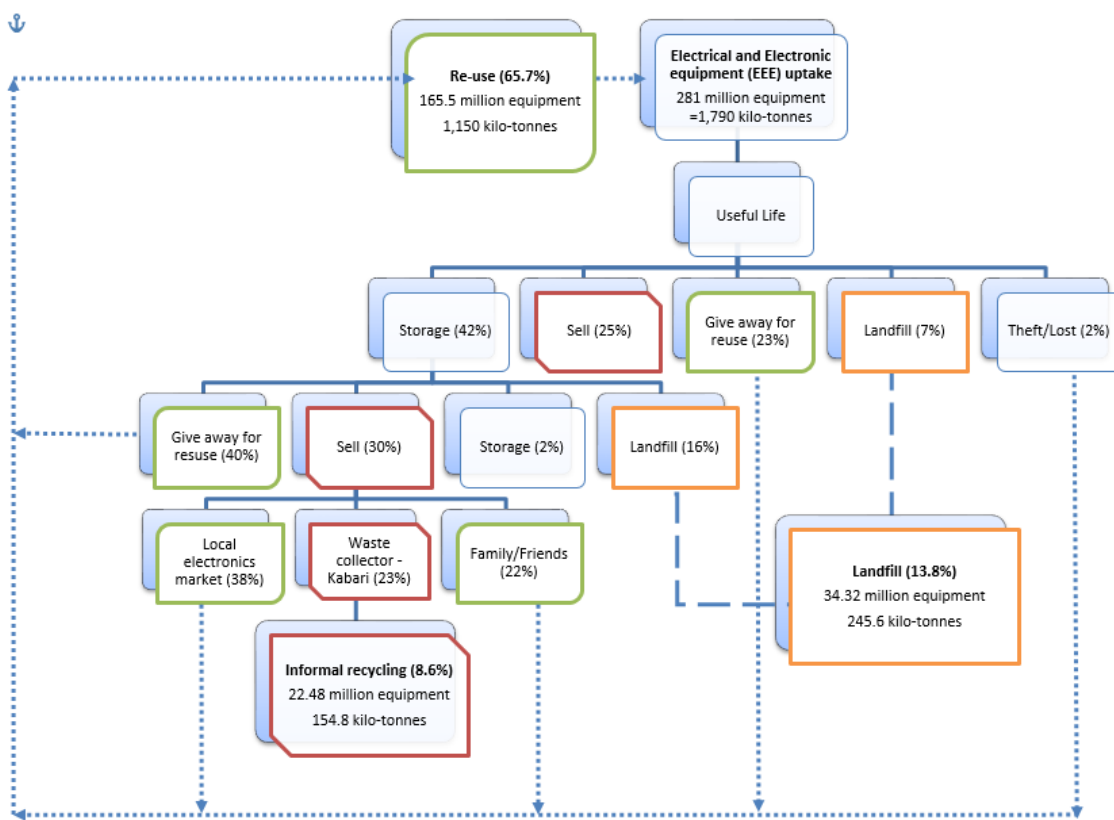 Re-use (65.7%)
165.5 million equipment
1,150 kilo-tonnes
Electrical and Electronic
equipment (EEE) uptake
281 million equipment
=1,790 kilo-tonnes
Useful Life
Storage (42%)
Sell (25%)
Give away for
reuse (23%)
Landfill (7%)
Theft/Lost (2%)
Give away for
resuse (40%)
Sell (30%)
Storage (2%)
Landfill (16%)
Local
electronics
market (38%)
Waste
collector -
Kabari (23%)
Family/Friends
(22%)
Landfill (13.8%)
34.32 million equipment
245.6 kilo-tonnes
Informal recycling (8.6%)
22.48 million equipment
154.8 kilo-tonnes